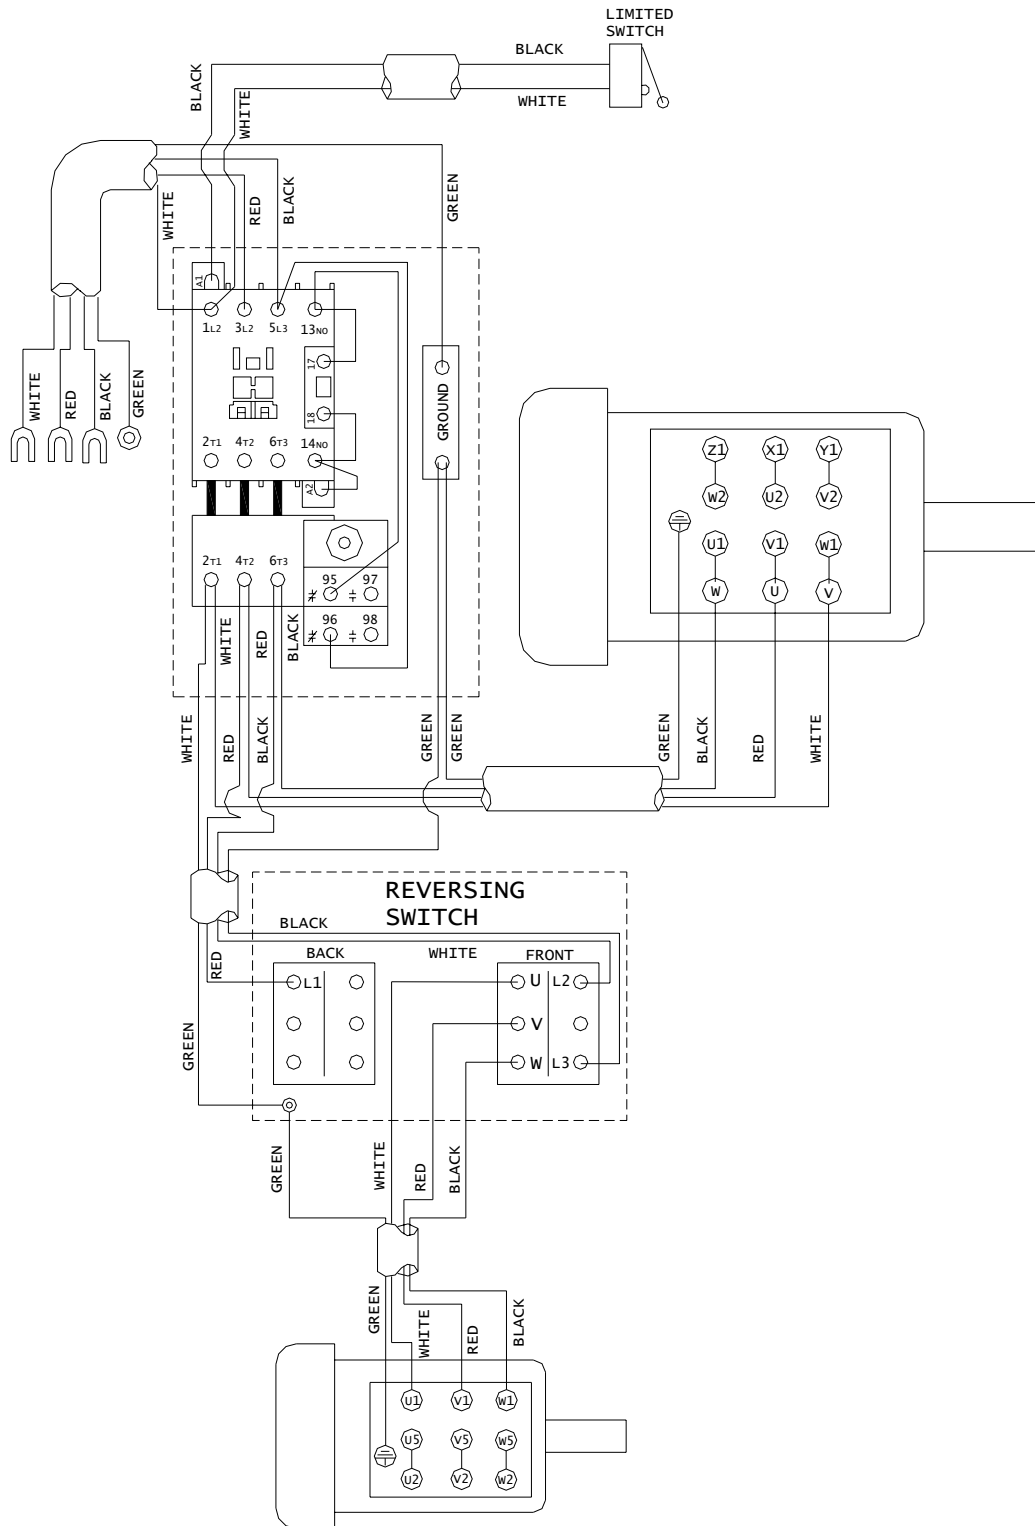 LIMITED
SWITCH
BLACK
WHITE
BLACK
WHITE
WHITE
RED
BLACK
GREEN
A1
1L2
3L2
5L3
13NO
17
18
2T1
4T2
6T3
14NO
A2
GROUND
WHITE
RED
BLACK
GREEN
2T1
4T2
6T3
95
97
96
98
WHITE
RED
BLACK
Z1
X1
Y1
W2
U2
V2
U1
V1
W1
W
U
V
WHITE
RED
BLACK
GREEN
GREEN
GREEN
BLACK
RED
WHITE
REVERSING
SWITCH
BLACK
WHITE
RED
GREEN
BACK
L1
FRONT
U
L2
V
W
L3
GREEN
WHITE
RED
BLACK
GREEN
WHITE
RED
BLACK
U1
V1
W1
U5
V5
W5
U2
V2
W2